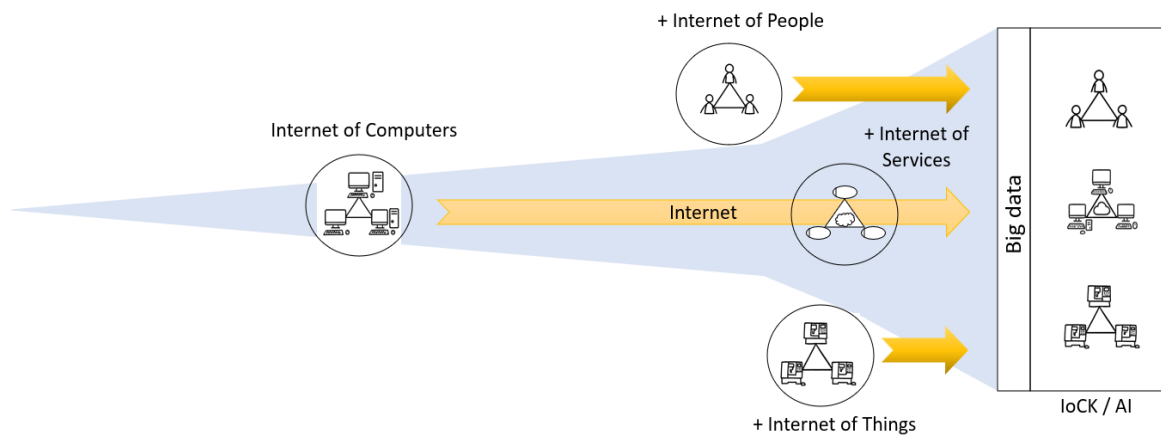 + Internet of People
Internet of Computers
+ Internet of
Services
Internet
Big data
+ Internet of Things
IoCK / AI